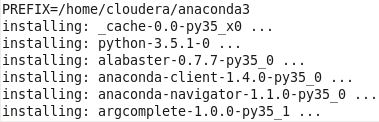 PREFIX=/home/cloudera/anaconda3
installing: _cache-0.0-py35_x0 ...
installing: python-3.5.1-0 ...
installing: alabaster-0.7.7-py35_0 ...
installing: anaconda-client-1.4.0-py35_0 ...
installing: anaconda-navigator-1.1.0-py35_0 ...
installing: argcomplete-1.0.0-py35_1 ...